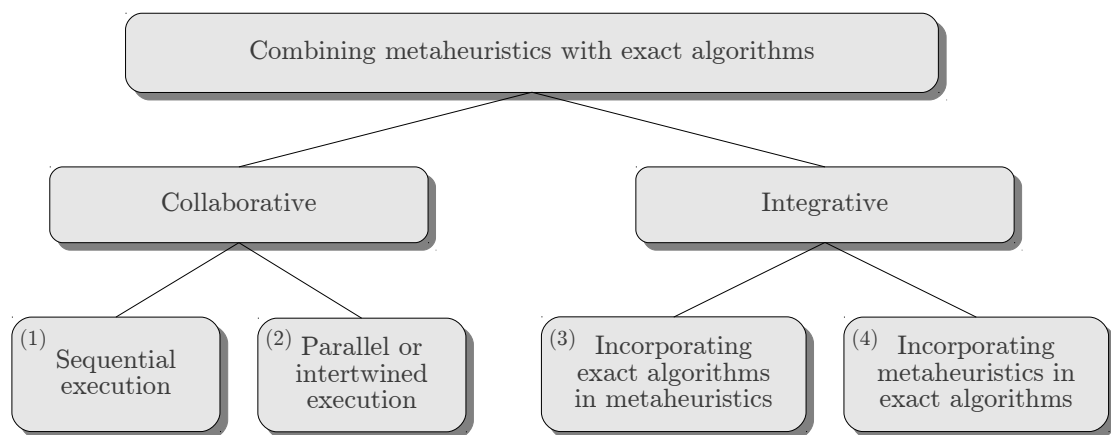 Combining metaheuristics with exact algorithms
Collaborative
Integrative
(1)
Sequential
execution
(2)
Parallel or
intertwined
execution
(3)
Incorporating
exact algorithms
in metaheuristics
(4)
Incorporating
metaheuristics in
exact algorithms